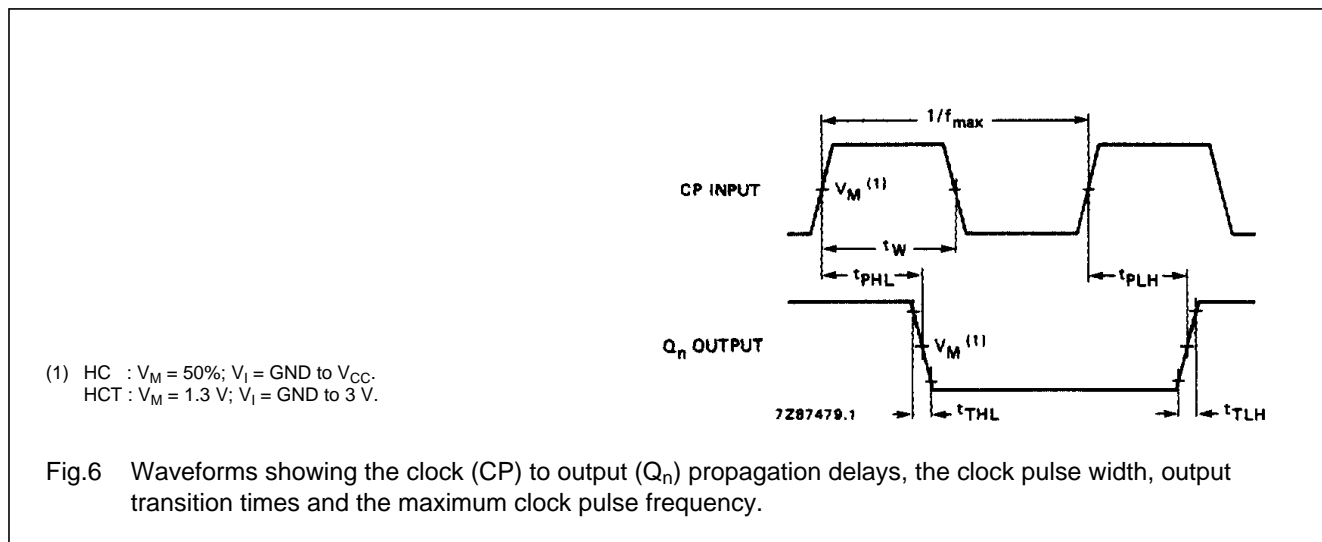 1/fmax
CP INPUT
VM (1)
tW
tPHL
tPLH
Qn OUTPUT
VM (1)
(1) HC : VM = 50%; VI = GND to VCC.
HCT : VM = 1.3 V; VI = GND to 3 V.
7Z87479.1
tTHL
tTLH
Fig.6 Waveforms showing the clock (CP) to output (Qn) propagation delays, the clock pulse width, output
transition times and the maximum clock pulse frequency.